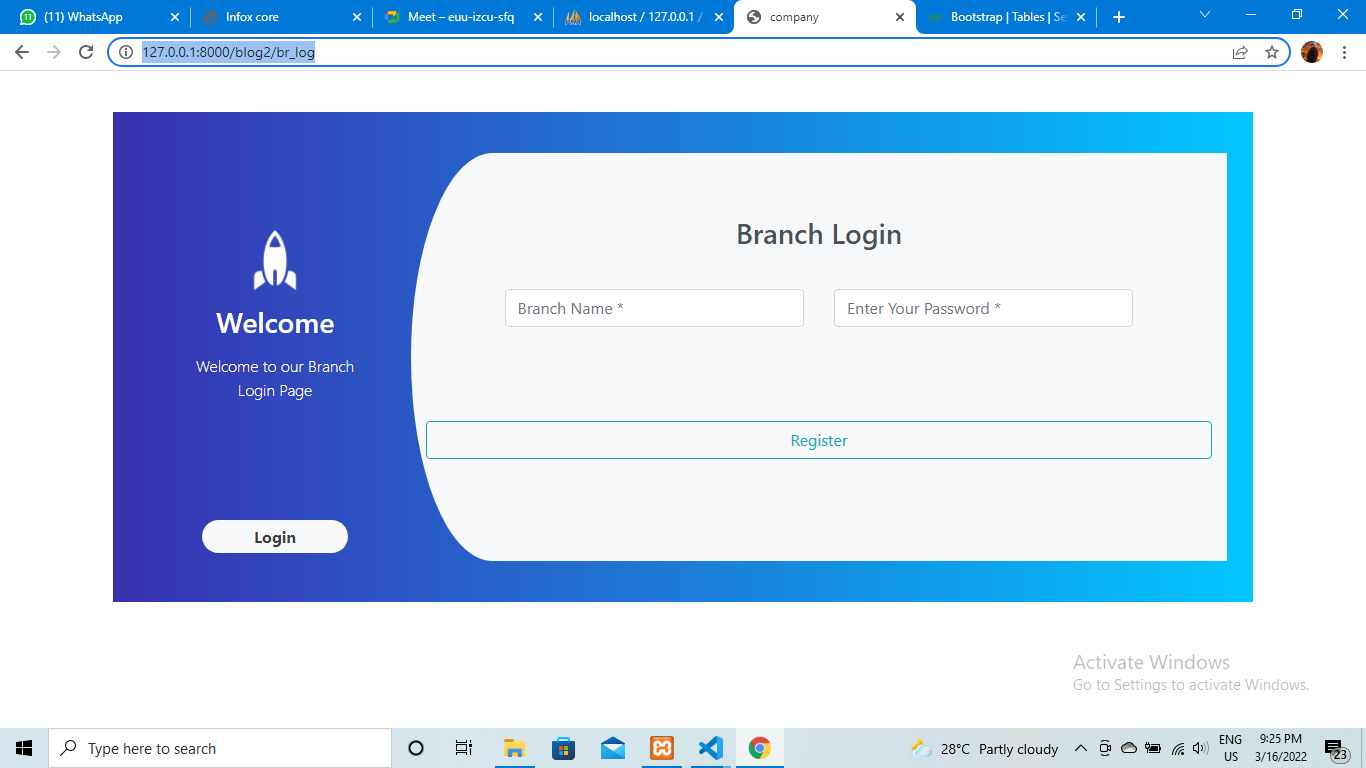 (11) WhatsApp
Infox core
Meet – euu-izcu-sfq
localhost / 127.0.0.1 /
company
Bootstrap | Tables | Se
127.0.0.1:8000/blog2/br_log
Branch Login
Branch Name *
Enter Your Password *
Welcome
Welcome to our Branch
Login Page
Register
Login
Activate Windows
Go to Settings to activate Windows.
Type here to search
28°C Partly cloudy
ENG
US
9:25 PM
3/16/2022
23